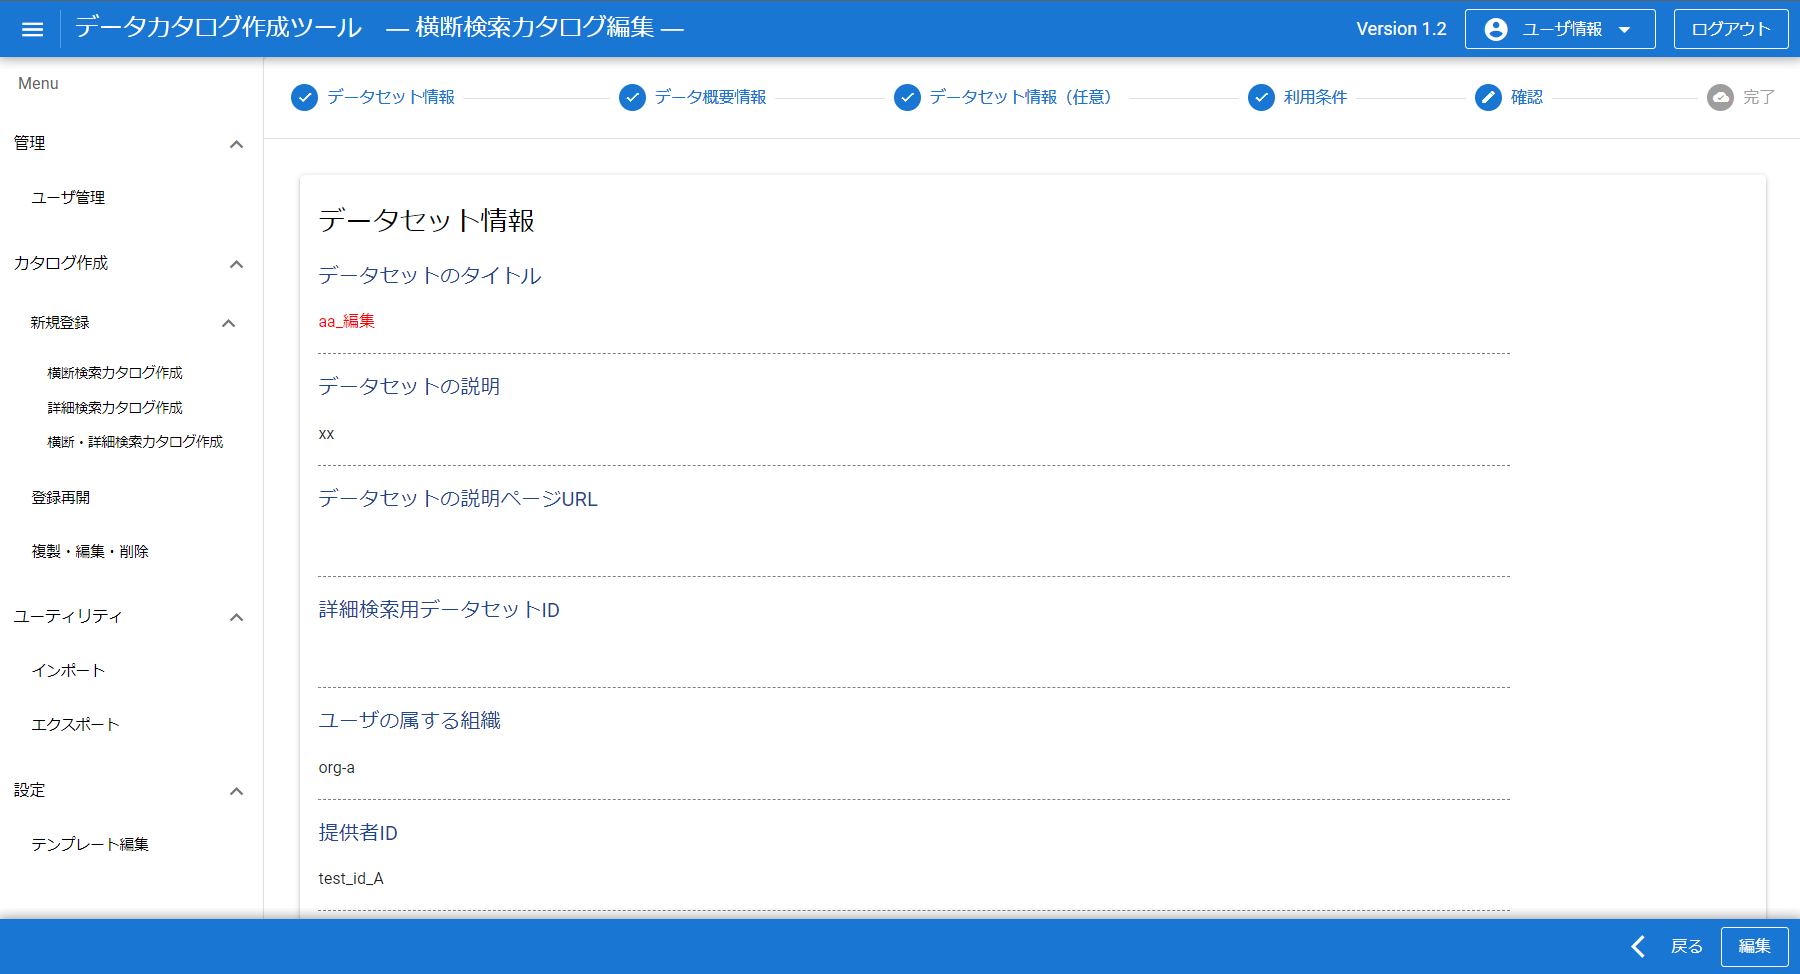 データカタログ作成ツール ― 横断検索カタログ編集 ―
Version 1.2
ユーザ情報
ログアウト
Menu
管理
ユーザ管理
カタログ作成
新規登録
横断検索カタログ作成
詳細検索カタログ作成
横断・詳細検索カタログ作成
登録再開
複製・編集・削除
ユーティリティ
インポート
エクスポート
設定
テンプレート編集
データセット情報
データ概要情報
データセット情報（任意）
利用条件
確認
完了
データセット情報
データセットのタイトル
aa_編集
データセットの説明
xx
データセットの説明ページURL
詳細検索用データセットID
ユーザの属する組織
org-a
提供者ID
test_id_A
戻る
編集